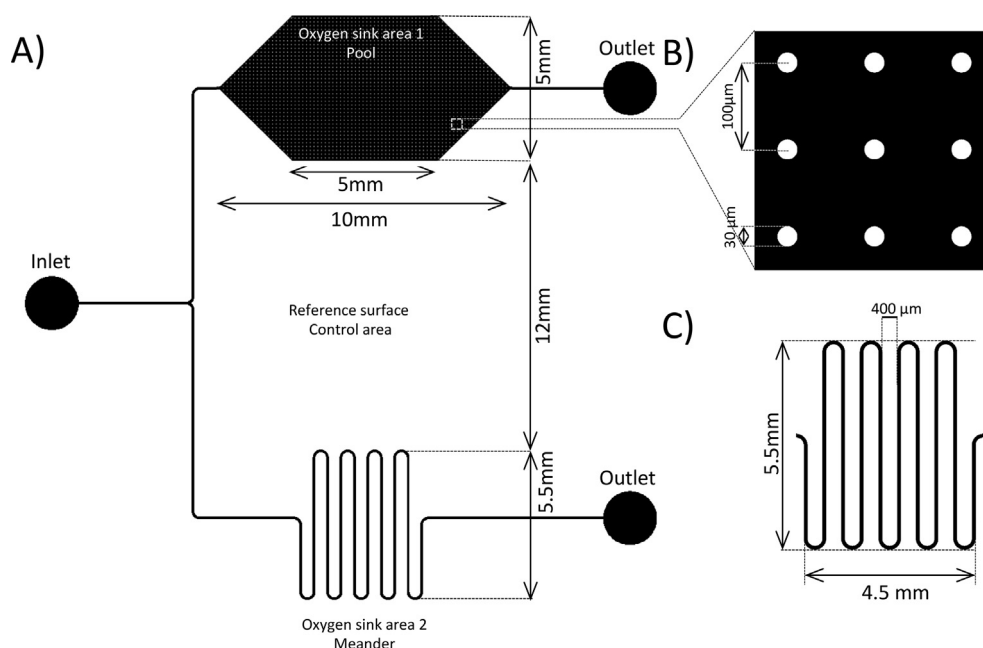 A)
Oxygen sink area 1
Pool
Outlet
5mm
5mm
10mm
Inlet
Reference surface
Control area
12mm
5.5mm
Outlet
Oxygen sink area 2
Meander
B)
100µm
30 µm
C)
400 µm
5.5mm
4.5 mm